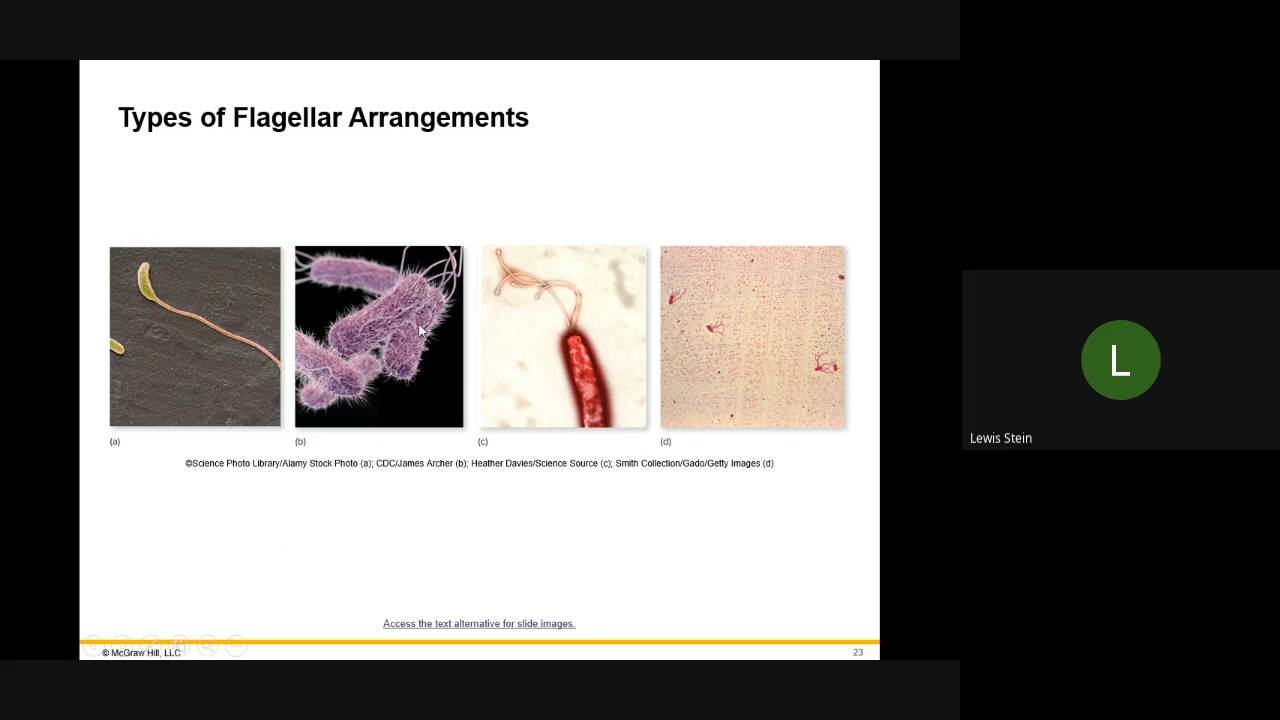 Types of Flagellar Arrangements
(a)
(b)
(c)
(d)
©Science Photo Library/Alamy Stock Photo (a); CDC/James Archer (b); Heather Davies/Science Source (c); Smith Collection/Gado/Getty Images (d)
Access the text alternative for slide images.
© McGraw Hill, LLC
23
L
Lewis Stein